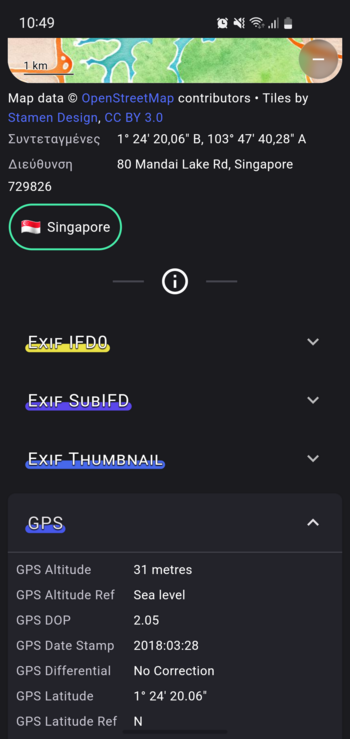 10:49
1 km
Map data © OpenStreetMap contributors • Tiles by
Stamen Design, CC BY 3.0
Συντεταγμένες 1° 24' 20,06" Β, 103° 47' 40,28" Α
Διεύθυνση 80 Mandai Lake Rd, Singapore
729826
Singapore
Exif IFD0
Exif SubIFD
Exif Thumbnail
GPS
GPS Altitude 31 metres
GPS Altitude Ref Sea level
GPS DOP 2.05
GPS Date Stamp 2018:03:28
GPS Differential No Correction
GPS Latitude 1° 24' 20.06"
GPS Latitude Ref N